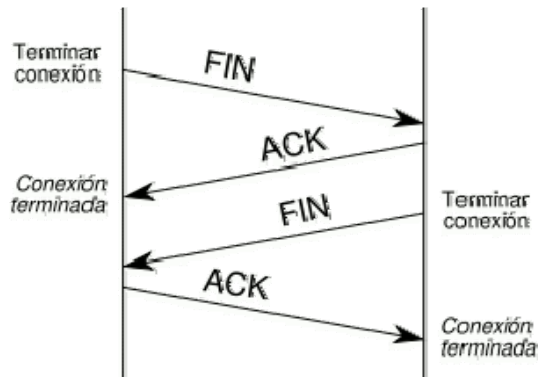 Terminar
conexión
FIN
ACK
Conexión
terminada
FIN
Terminar
conexión
ACK
Conexión
terminada